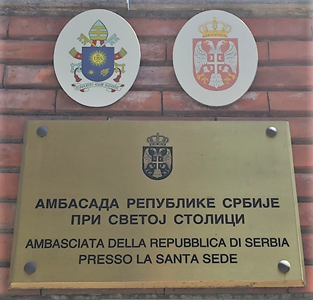 АМБАСАДА РЕПУБЛИКЕ СРБИЈЕ
ПРИ СВЕТОЈ СТОЛИЦИ
AMBASCIATA DELLA REPUBBLICA DI SERBIA
PRESSO LA SANTA SEDE